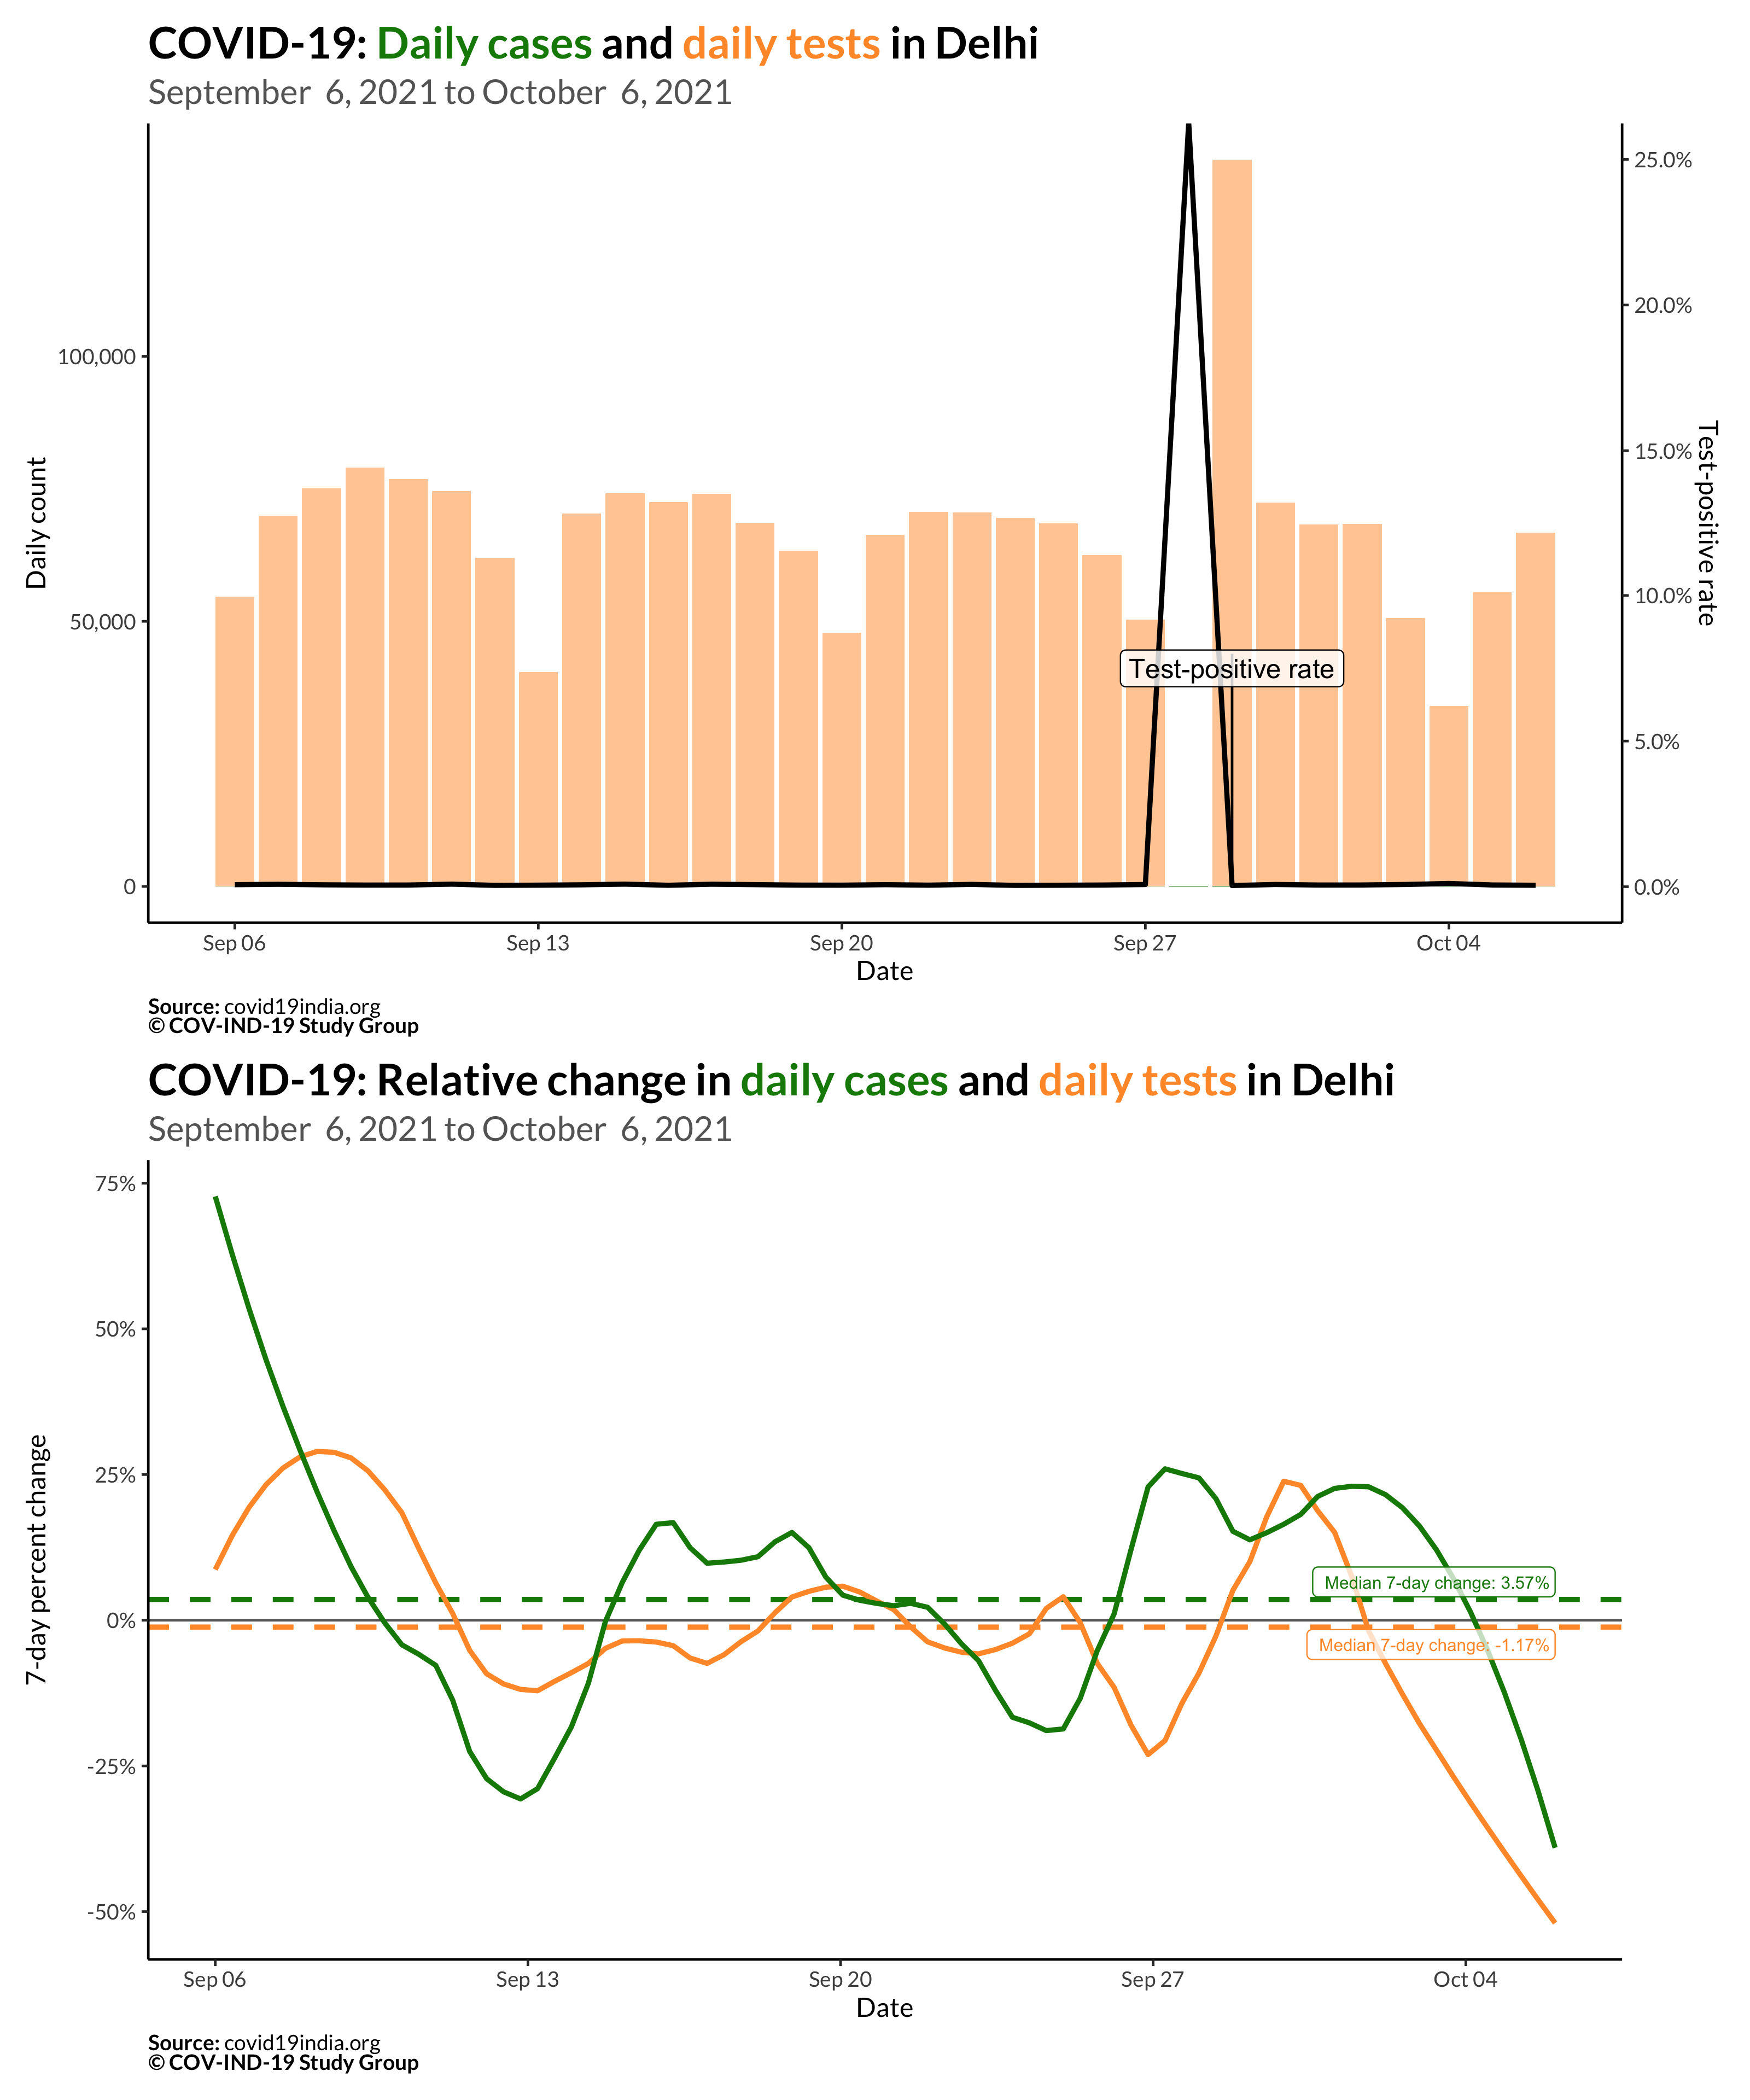 COVID-19: Daily cases and daily tests in Delhi
September  6, 2021 to October  6, 2021
Daily count
100,000
50,000
0
25.0%
20.0%
15.0%
10.0%
5.0%
0.0%
Test-positive rate
Test-positive rate
Sep 06
Sep 13
Sep 20
Sep 27
Oct 04
Date
Source: covid19india.org
© COV-IND-19 Study Group
COVID-19: Relative change in daily cases and daily tests in Delhi
September  6, 2021 to October  6, 2021
7-day percent change
75%
50%
25%
0%
-25%
-50%
Median 7-day change: 3.57%
Median 7-day change: -1.17%
Sep 06
Sep 13
Sep 20
Sep 27
Oct 04
Date
Source: covid19india.org
© COV-IND-19 Study Group